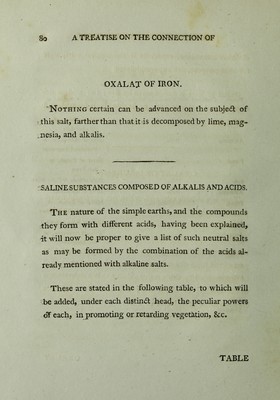 80 A TREATISE ON THE CONNECTION OF
OXALAT OF IRON.
NOTHING certain can be advanced on the subject of
this salt, farther than that it is decomposed by lime, mag-
nesia, and alkalis.
SALINE SUBSTANCES COMPOSED OF ALKALIS AND ACIDS.
THE nature of the simple earths, and the compounds
they form with different acids, having been explained,
it will now be proper to give a list of such neutral salts
as may be formed by the combination of the acids al-
ready mentioned with alkaline salts.
These are stated in the following table, to which will
be added, under each distinct head, the peculiar powers
of each, in promoting or retarding vegetation, &c.
TABLE